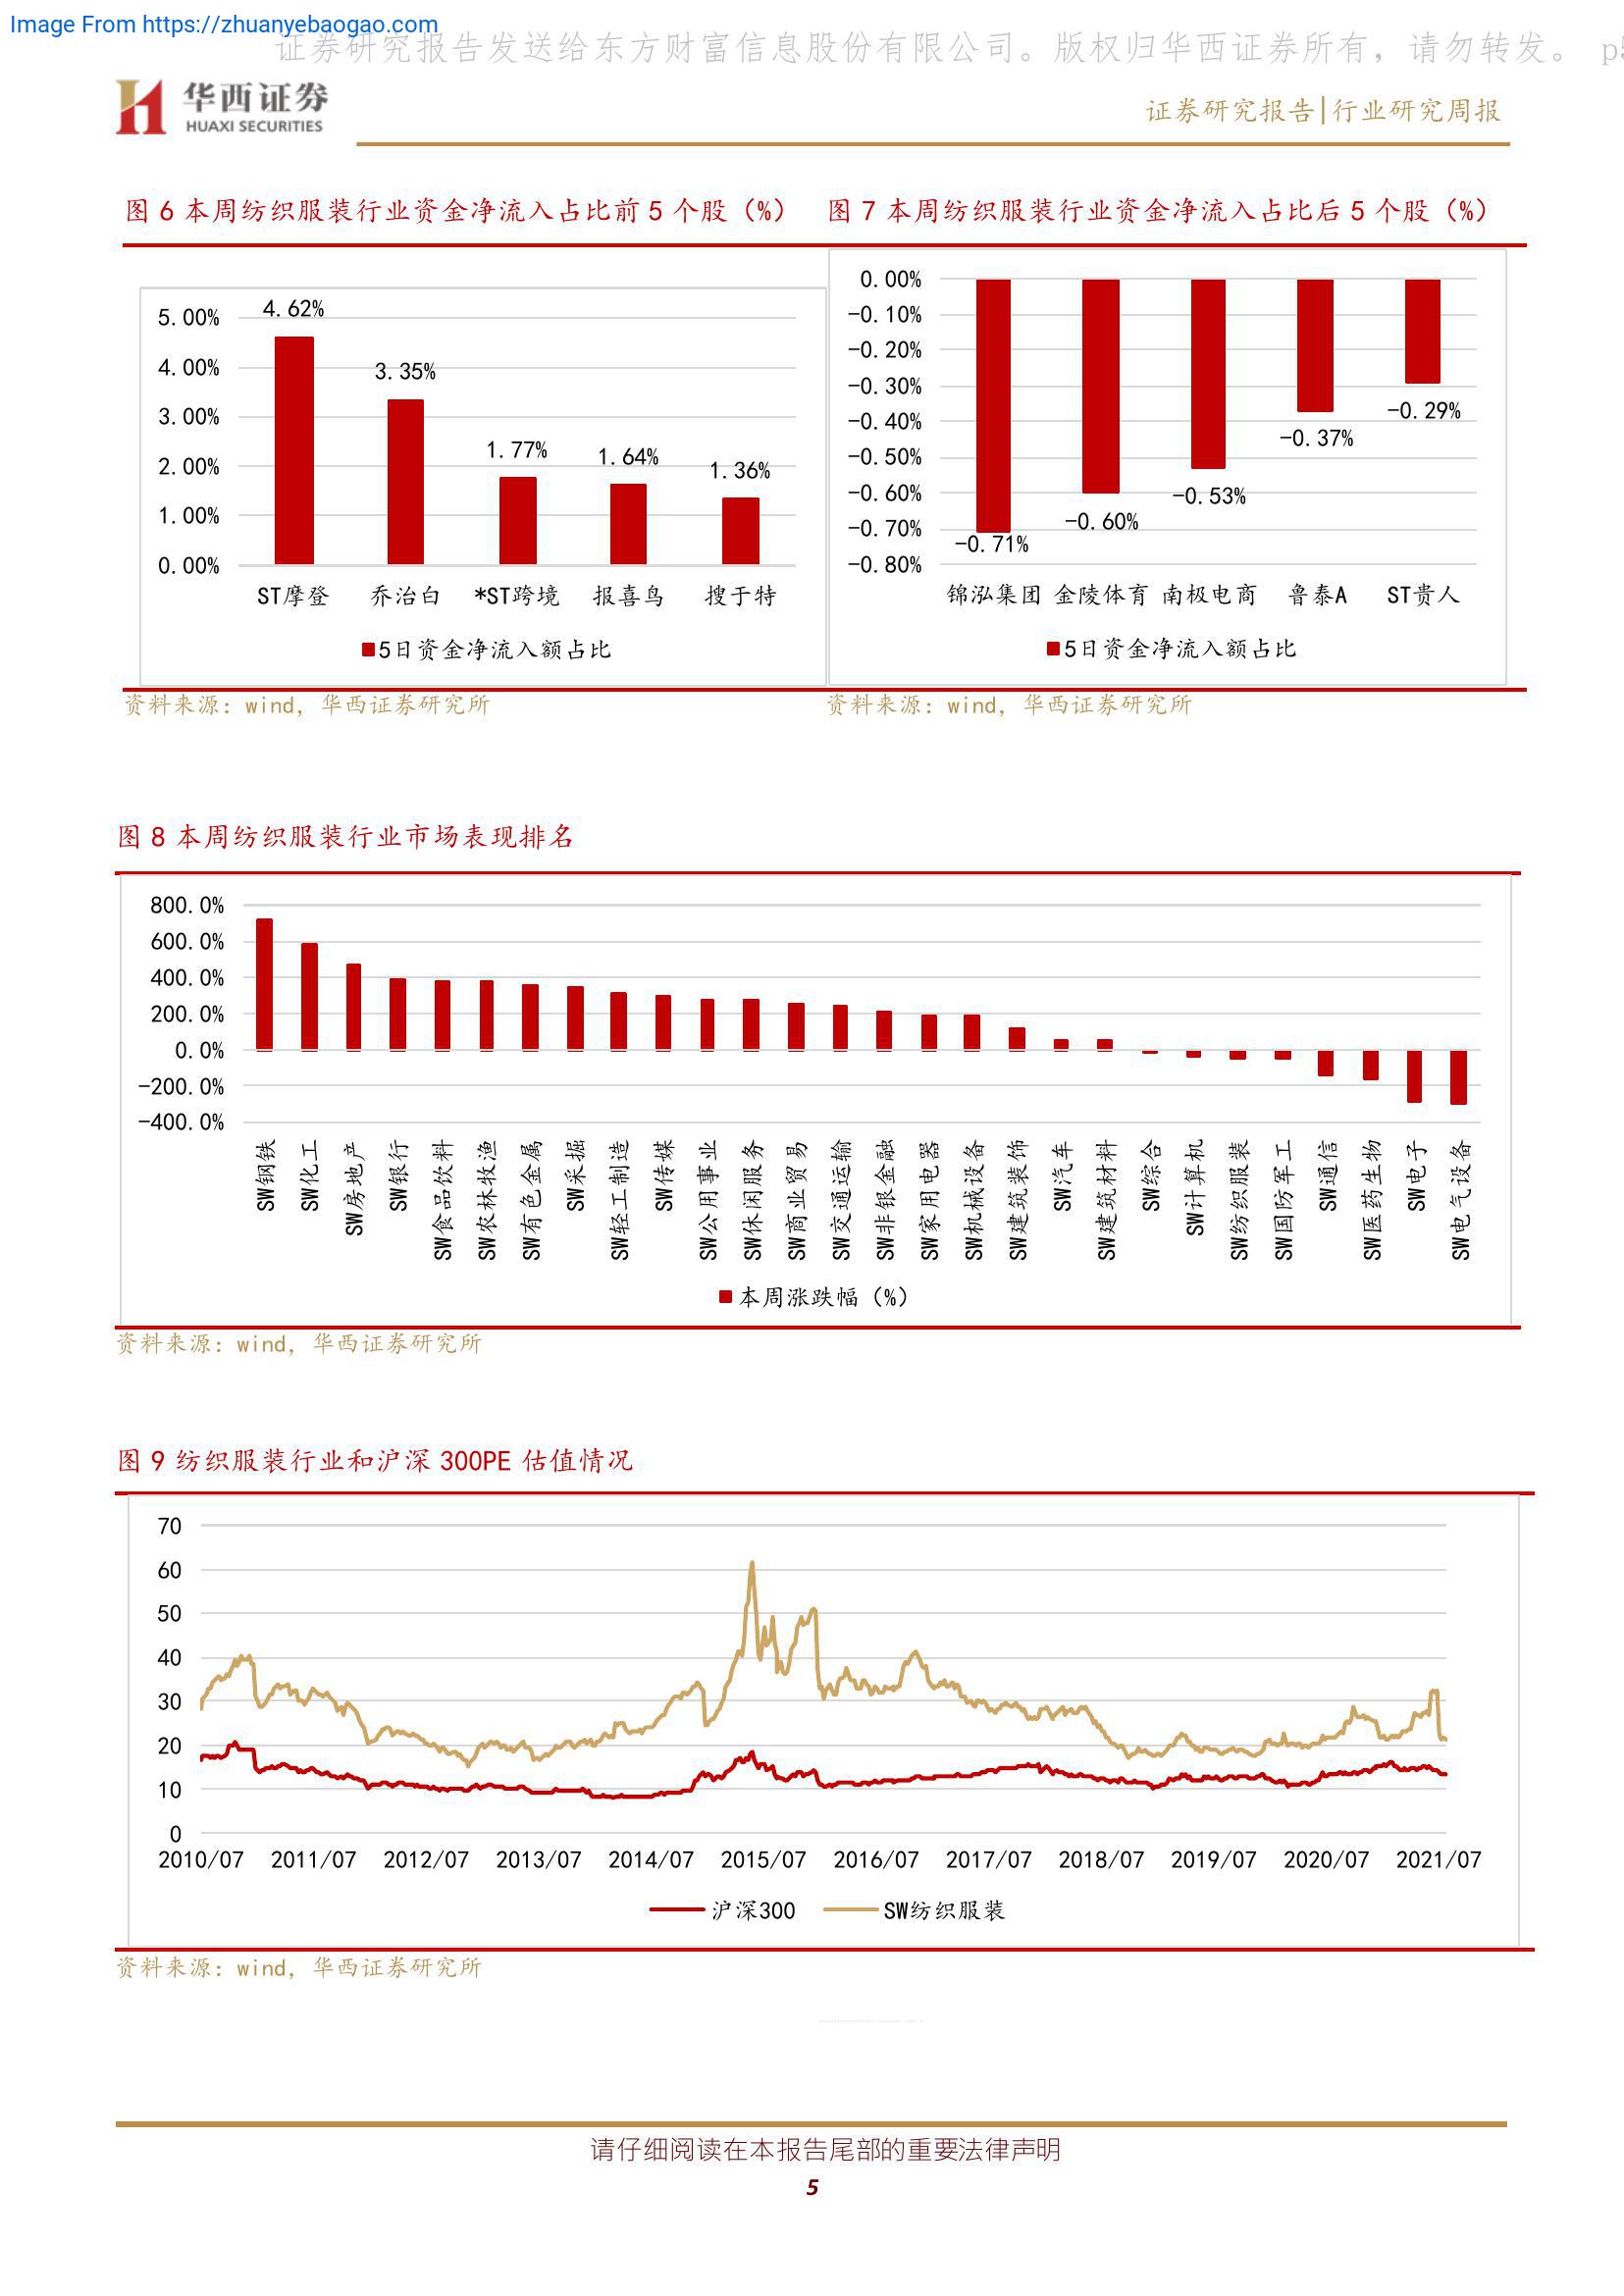 Image From https://zhuanyebaogao.com
证券研究报告发送给东方财富信息股份有限公司。版权归华西证券所有，请勿转发。 p5
华西证券
HUAXI SECURITIES
证券研究报告|行业研究周报
图 6 本周纺织服装行业资金净流入占比前 5 个股（%）
图 7 本周纺织服装行业资金净流入占比后 5 个股（%）
5.00%
4.00%
3.00%
2.00%
1.00%
0.00%
4.62%
3.35%
1.77%
1.64%
1.36%
ST摩登 乔治白 *ST跨境 报喜鸟 搜于特
5日资金净流入额占比
0.00%
-0.10%
-0.20%
-0.30%
-0.40%
-0.50%
-0.60%
-0.70%
-0.80%
-0.71%
-0.60%
-0.53%
-0.37%
-0.29%
锦泓集团 金陵体育 南极电商 鲁泰A ST贵人
5日资金净流入额占比
资料来源：wind，华西证券研究所
资料来源：wind，华西证券研究所
图 8 本周纺织服装行业市场表现排名
800.0%
600.0%
400.0%
200.0%
0.0%
-200.0%
-400.0%
SW钢铁
SW化工
SW房地产
SW银行
SW食品饮料
SW农林牧渔
SW有色金属
SW采掘
SW轻工制造
SW传媒
SW公用事业
SW休闲服务
SW商业贸易
SW交通运输
SW非银金融
SW家用电器
SW机械设备
SW建筑装饰
SW汽车
SW建筑材料
SW综合
SW计算机
SW纺织服装
SW国防军工
SW通信
SW医药生物
SW电子
SW电气设备
本周涨跌幅（%）
资料来源：wind，华西证券研究所
图 9 纺织服装行业和沪深 300PE 估值情况
70
60
50
40
30
20
10
0
2010/07 2011/07 2012/07 2013/07 2014/07 2015/07 2016/07 2017/07 2018/07 2019/07 2020/07 2021/07
沪深300 SW纺织服装
资料来源：wind，华西证券研究所
请仔细阅读在本报告尾部的重要法律声明
5